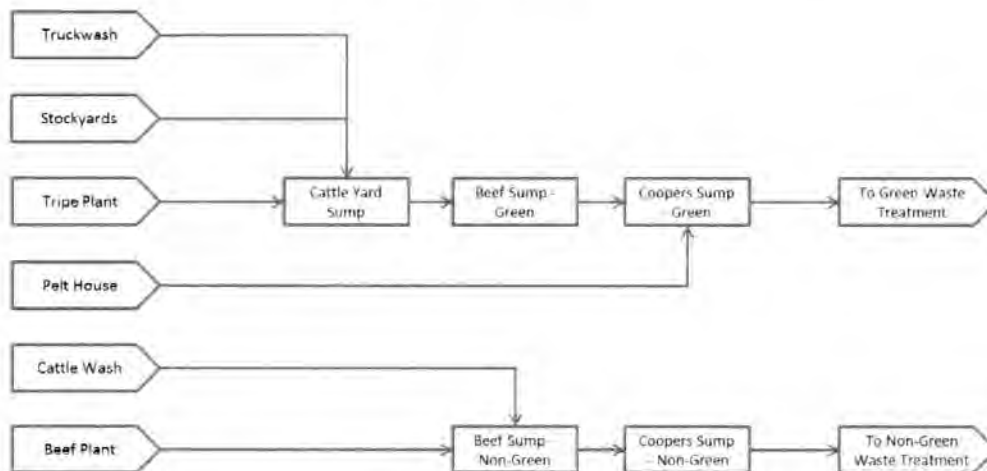 Truckwash
Stockyards
Tripe Plant
Cattle Yard
Sump
Beef Sump -
Green
Coopers Sump
- Green
To Green Waste
Treatment
Pelt House
Cattle Wash
Beef Plant
Beef Sump -
Non-Green
Coopers Sump
- Non-Green
To Non-Green
Waste Treatment